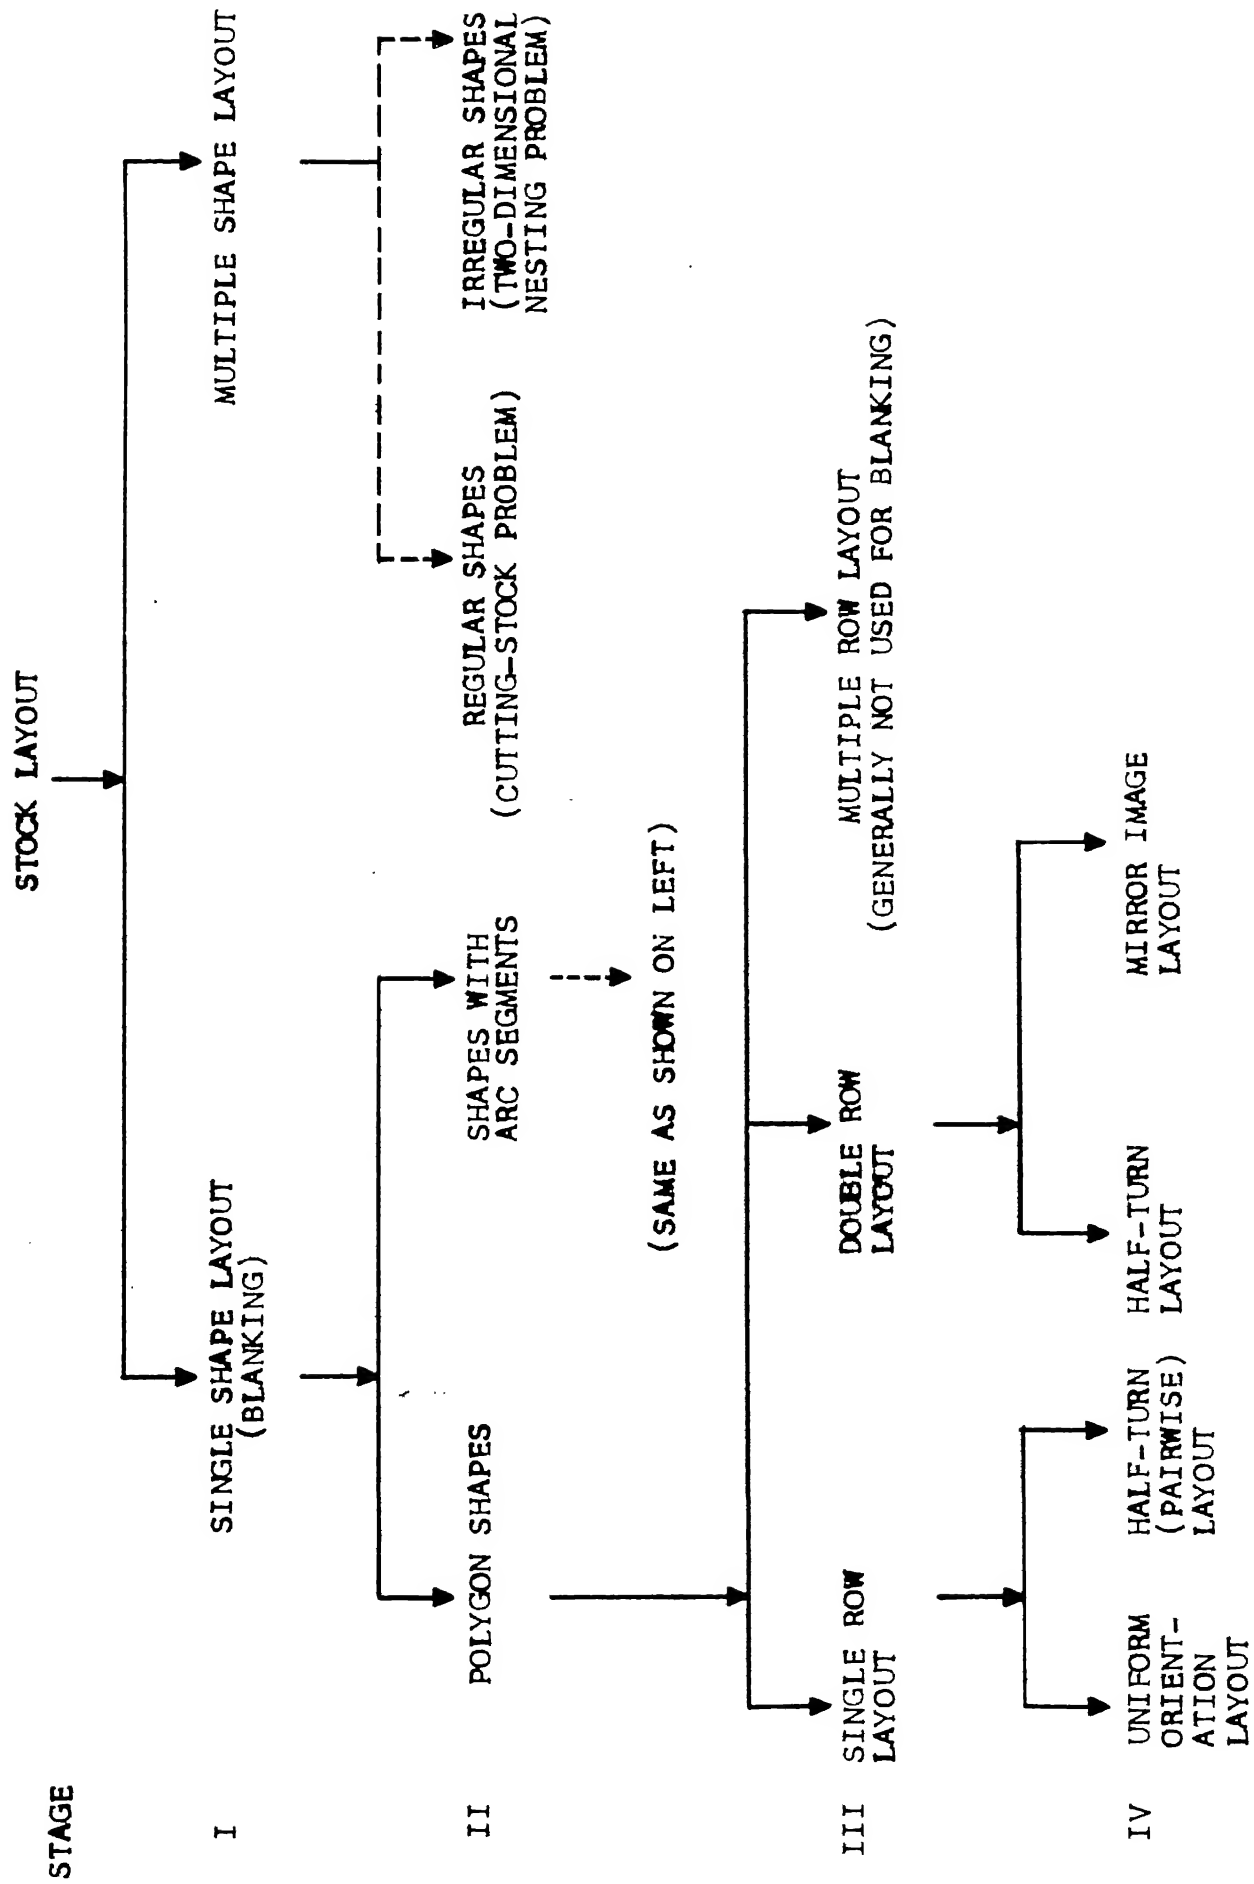 STOCK LAYOUT
STAGE
I
SINGLE SHAPE LAYOUT
(BLANKING)
MULTIPLE SHAPE LAYOUT
II
POLYGON SHAPES
SHAPES WITH
ARC SEGMENTS
REGULAR SHAPES
(CUTTING-STOCK PROBLEM)
IRREGULAR SHAPES
(TWO-DIMENSIONAL
NESTING PROBLEM)
(SAME AS SHOWN ON LEFT)
III
SINGLE ROW
LAYOUT
DOUBLE ROW
LAYOUT
MULTIPLE ROW LAYOUT
(GENERALLY NOT USED FOR BLANKING)
IV
UNIFORM
ORIENT-
ATION
LAYOUT
HALF-TURN
(PAIRWISE)
LAYOUT
HALF-TURN
LAYOUT
MIRROR IMAGE
LAYOUT